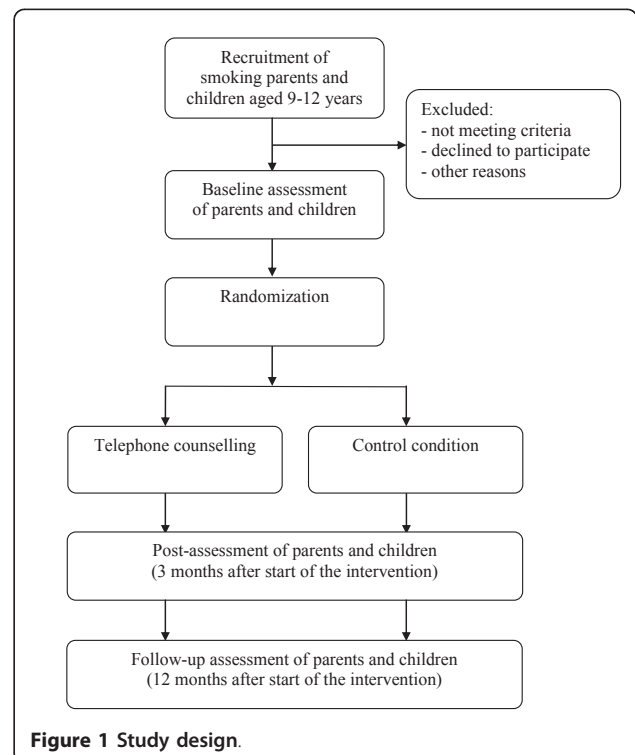 Recruitment of
smoking parents and
children aged 9-12 years
Excluded:
- not meeting criteria
- declined to participate
- other reasons
Baseline assessment
of parents and children
Randomization
Telephone counselling
Control condition
Post-assessment of parents and children
(3 months after start of the intervention)
Follow-up assessment of parents and children
(12 months after start of the intervention)
Figure 1 Study design.